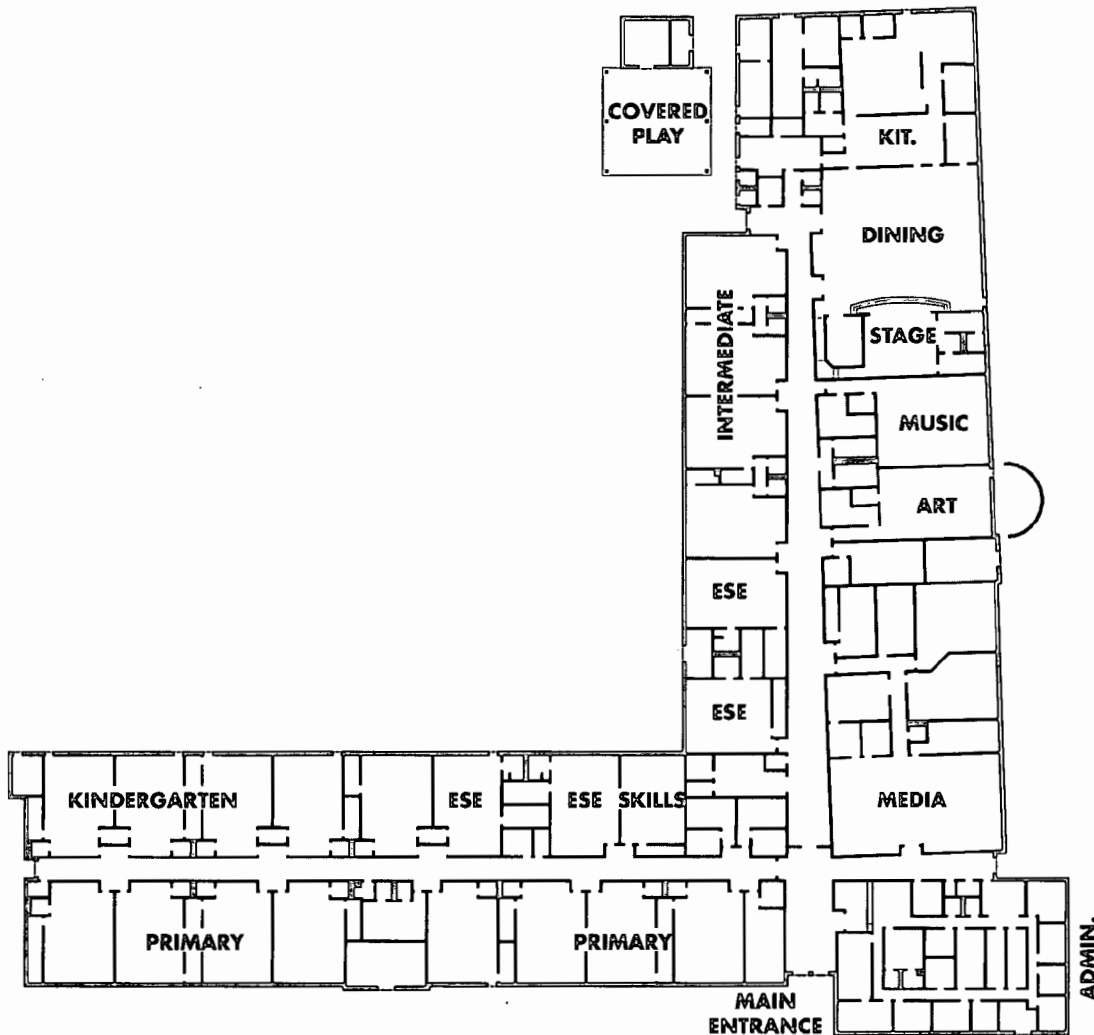 COVERED
PLAY
KIT.
DINING
INTERMEDIATE
STAGE
MUSIC
ART
ESE
ESE
KINDERGARTEN
ESE
ESE
SKILLS
MEDIA
PRIMARY
PRIMARY
ADMIN.
MAIN
ENTRANCE